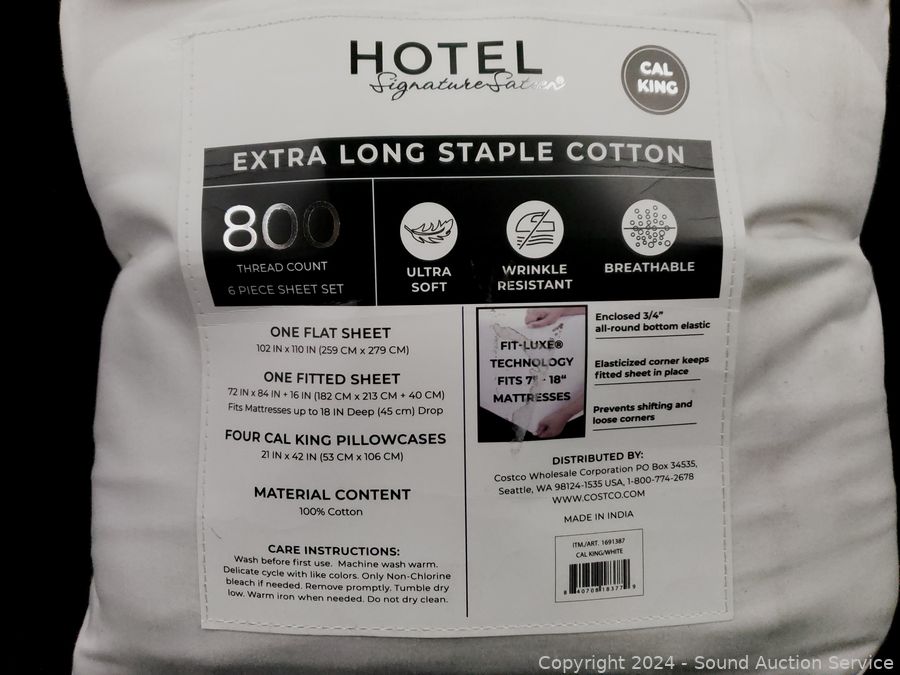 HOTEL
Signature Sateen
CAL
KING
EXTRA LONG STAPLE COTTON
800
THREAD COUNT
6 PIECE SHEET SET
ULTRA
SOFT
WRINKLE
RESISTANT
BREATHABLE
ONE FLAT SHEET
102 IN x 110 IN (259 CM x 279 CM)
ONE FITTED SHEET
72 IN x 84 IN + 16 IN (182 CM x 213 CM + 40 CM)
Fits Mattresses up to 18 IN Deep (45 cm) Drop
FOUR CAL KING PILLOWCASES
21 IN x 42 IN (53 CM x 106 CM)
MATERIAL CONTENT
100% Cotton
CARE INSTRUCTIONS:
Wash before first use. Machine wash warm.
Delicate cycle with like colors. Only Non-Chlorine
bleach if needed. Remove promptly. Tumble dry
low. Warm iron when needed. Do not dry clean.
FIT-LUXE®
TECHNOLOGY
FITS 7" - 18"
MATTRESSES
Enclosed 3/4"
all-round bottom elastic
Elasticized corner keeps
fitted sheet in place
Prevents shifting and
loose corners
DISTRIBUTED BY:
Costco Wholesale Corporation PO Box 34535,
Seattle, WA 98124-1535 USA, 1-800-774-2678
WWW.COSTCO.COM
MADE IN INDIA
ITM./ART. 1691387
CAL KING/WHITE
8 40708 18377 9
Copyright 2024 - Sound Auction Service